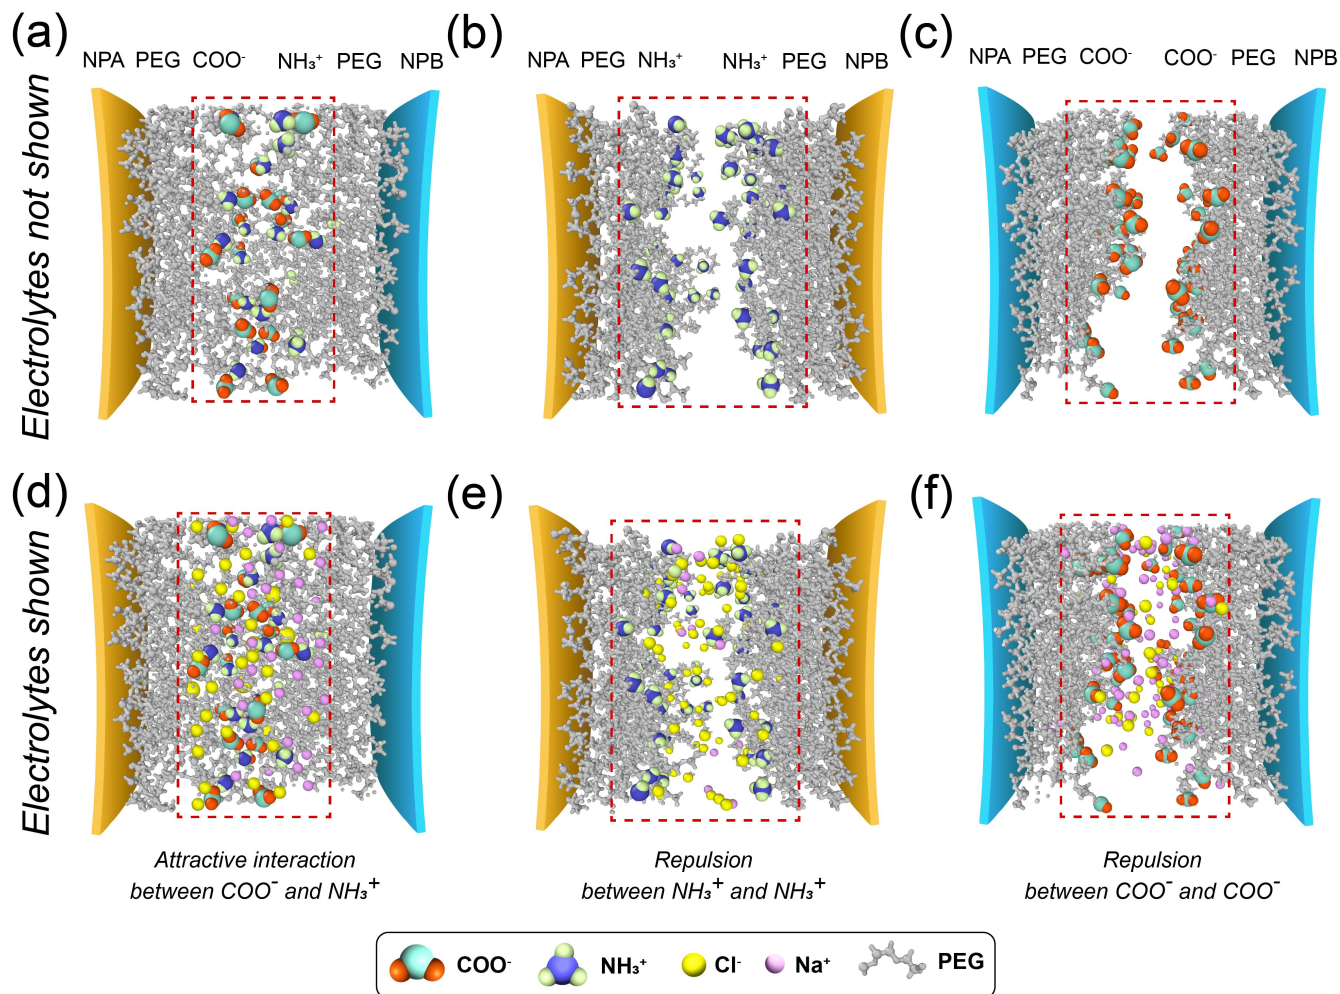 (a) (b) (c)
NPA PEG COO⁻ NH₃⁺ PEG NPB
NPA PEG NH₃⁺ NH₃⁺ PEG NPB
NPA PEG COO⁻ COO⁻ PEG NPB
Electrolytes not shown
(d) (e) (f)
Electrolytes shown
Attractive interaction
between COO⁻ and NH₃⁺
Repulsion
between NH₃⁺ and NH₃⁺
Repulsion
between COO⁻ and COO⁻
COO⁻ NH₃⁺ Cl⁻ Na⁺ PEG